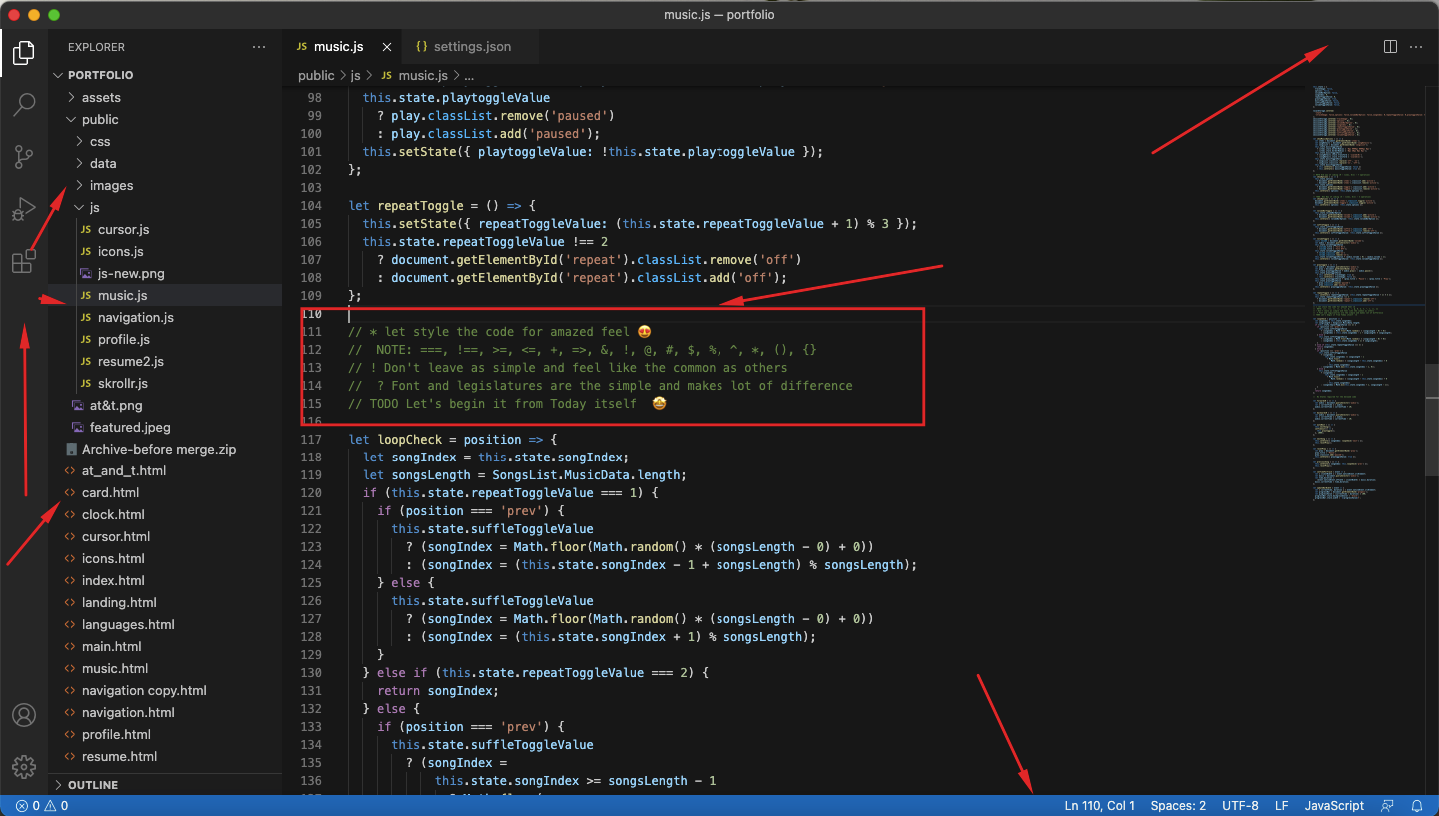 music.js — portfolio
EXPLORER
PORTFOLIO
assets
public
css
data
images
js
JS cursor.js
JS icons.js
js-new.png
JS music.js
JS navigation.js
JS profile.js
JS resume2.js
JS skrollr.js
at&t.png
featured.jpeg
Archive-before merge.zip
<> at_and_t.html
<> card.html
<> clock.html
<> cursor.html
<> icons.html
<> index.html
<> landing.html
<> languages.html
<> main.html
<> music.html
<> navigation copy.html
<> navigation.html
<> profile.html
<> resume.html
OUTLINE
JS music.js × {} settings.json
public > js > JS music.js > ...
98 this.state.playtoggleValue
99 ? play.classList.remove('paused')
100 : play.classList.add('paused');
101 this.setState({ playtoggleValue: !this.state.playtoggleValue });
102 };
103
104 let repeatToggle = () => {
105 this.setState({ repeatToggleValue: (this.state.repeatToggleValue + 1) % 3 });
106 this.state.repeatToggleValue !== 2
107 ? document.getElementById('repeat').classList.remove('off')
108 : document.getElementById('repeat').classList.add('off');
109 };
110
111 // * let style the code for amazed feel 😍
112 //  NOTE: ===, !==, >=, <=, +, =>, &, !, @, #, $, %, ^, *, (), {}
113 // ! Don't leave as simple and feel like the common as others
114 //  ? Font and legislatures are the simple and makes lot of difference
115 // TODO Let's begin it from Today itself  🤩
116
117 let loopCheck = position => {
118 let songIndex = this.state.songIndex;
119 let songsLength = SongsList.MusicData.length;
120 if (this.state.repeatToggleValue === 1) {
121 if (position === 'prev') {
122 this.state.suffleToggleValue
123 ? (songIndex = Math.floor(Math.random() * (songsLength - 0) + 0))
124 : (songIndex = (this.state.songIndex - 1 + songsLength) % songsLength);
125 } else {
126 this.state.suffleToggleValue
127 ? (songIndex = Math.floor(Math.random() * (songsLength - 0) + 0))
128 : (songIndex = (this.state.songIndex + 1) % songsLength);
129 }
130 } else if (this.state.repeatToggleValue === 2) {
131 return songIndex;
132 } else {
133 if (position === 'prev') {
134 this.state.suffleToggleValue
135 ? (songIndex =
136 this.state.songIndex >= songsLength - 1
0 0 Ln 110, Col 1 Spaces: 2 UTF-8 LF JavaScript